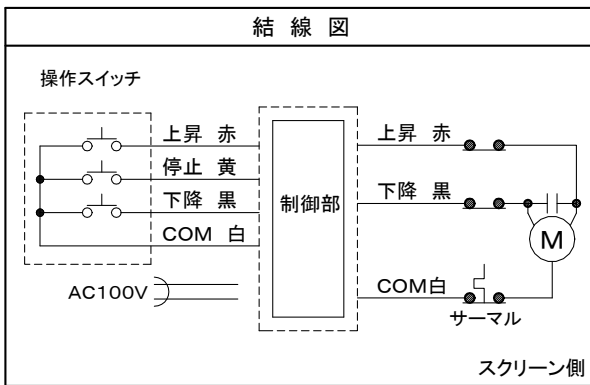 結線図
操作スイッチ
上昇 赤
停止 黄
下降 黒
COM 白
AC100V
制御部
上昇 赤
下降 黒
COM白
サーマル
M
スクリーン側